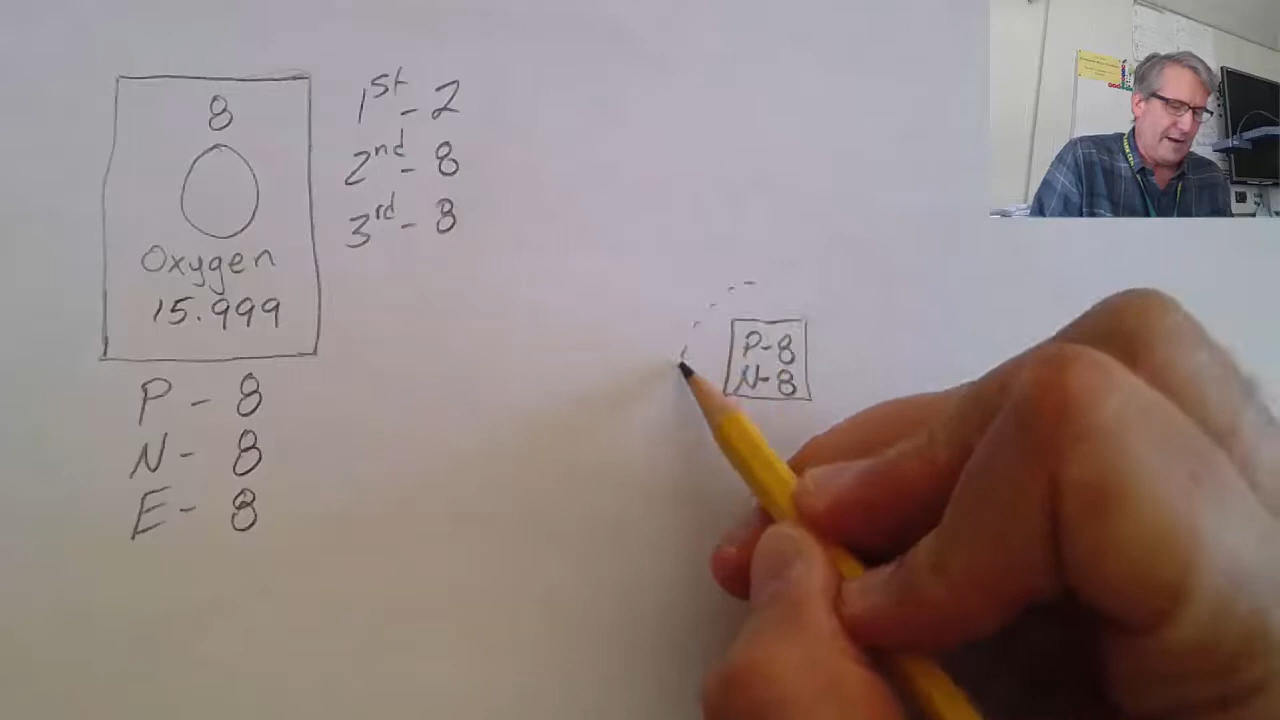 8
O
Oxygen
15.999
P - 8
N - 8
E - 8
1st - 2
2nd - 8
3rd - 8
P-8
N-8